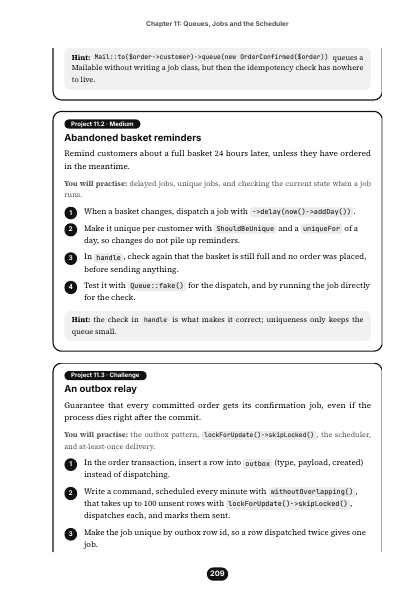 Chapter 11: Queues, Jobs and the Scheduler
Hint: Mail::to($order->customer)->queue(new OrderConfirmed($order)) queues a
Mailable without writing a job class, but then the idempotency check has nowhere
to live.
Project 11.2 · Medium
Abandoned basket reminders
Remind customers about a full basket 24 hours later, unless they have ordered
in the meantime.
You will practise: delayed jobs, unique jobs, and checking the current state when a job
runs.
1 When a basket changes, dispatch a job with ->delay(now()->addDay()).
2 Make it unique per customer with ShouldBeUnique and a uniqueFor of a
day, so changes do not pile up reminders.
3 In handle, check again that the basket is still full and no order was placed,
before sending anything.
4 Test it with Queue::fake() for the dispatch, and by running the job directly
for the check.
Hint: the check in handle is what makes it correct; uniqueness only keeps the
queue small.
Project 11.3 · Challenge
An outbox relay
Guarantee that every committed order gets its confirmation job, even if the
process dies right after the commit.
You will practise: the outbox pattern, lockForUpdate()->skipLocked(), the scheduler,
and at-least-once delivery.
1 In the order transaction, insert a row into outbox (type, payload, created)
instead of dispatching.
2 Write a command, scheduled every minute with withoutOverlapping(),
that takes up to 100 unsent rows with lockForUpdate()->skipLocked(),
dispatches each, and marks them sent.
3 Make the job unique by outbox row id, so a row dispatched twice gives one
job.
209